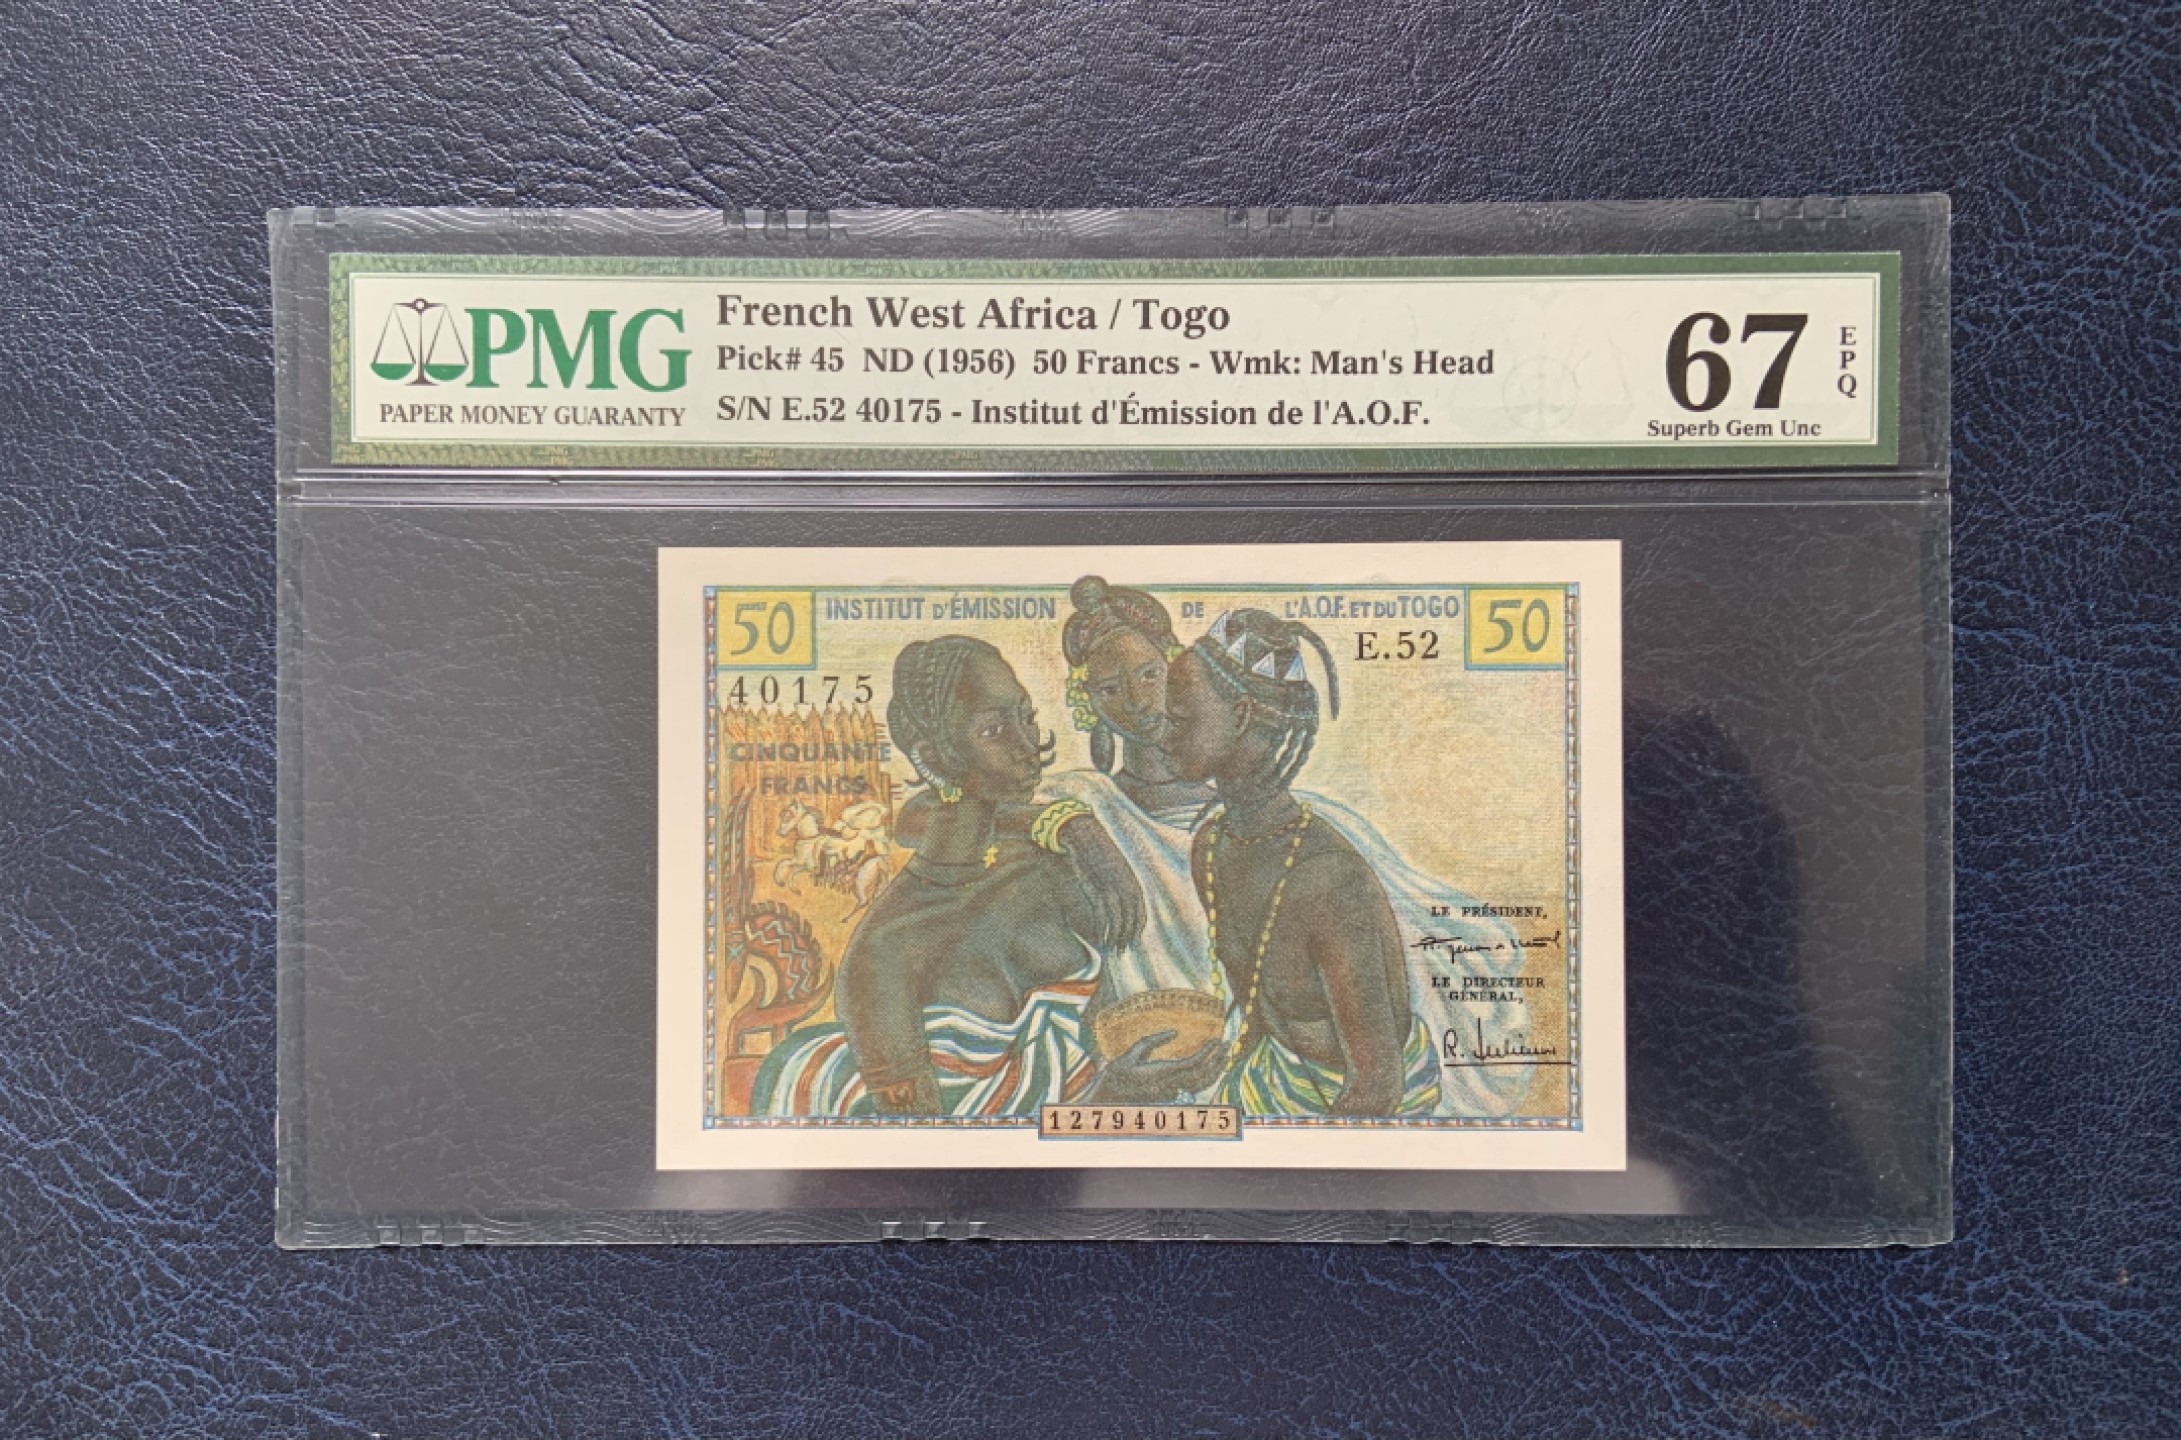 PMG
PAPER MONEY GUARANTY
French West Africa / Togo
Pick# 45 ND (1956) 50 Francs - Wmk: Man's Head
S/N E.52 40175 - Institut d'Émission de l'A.O.F.
67
EPQ
Superb Gem Unc
50 INSTITUT D'ÉMISSION DE L'A.O.F. ET DU TOGO 50
E.52
40175
CINQUANTE
FRANCS
LE PRÉSIDENT,
LE DIRECTEUR
GÉNÉRAL,
127940175